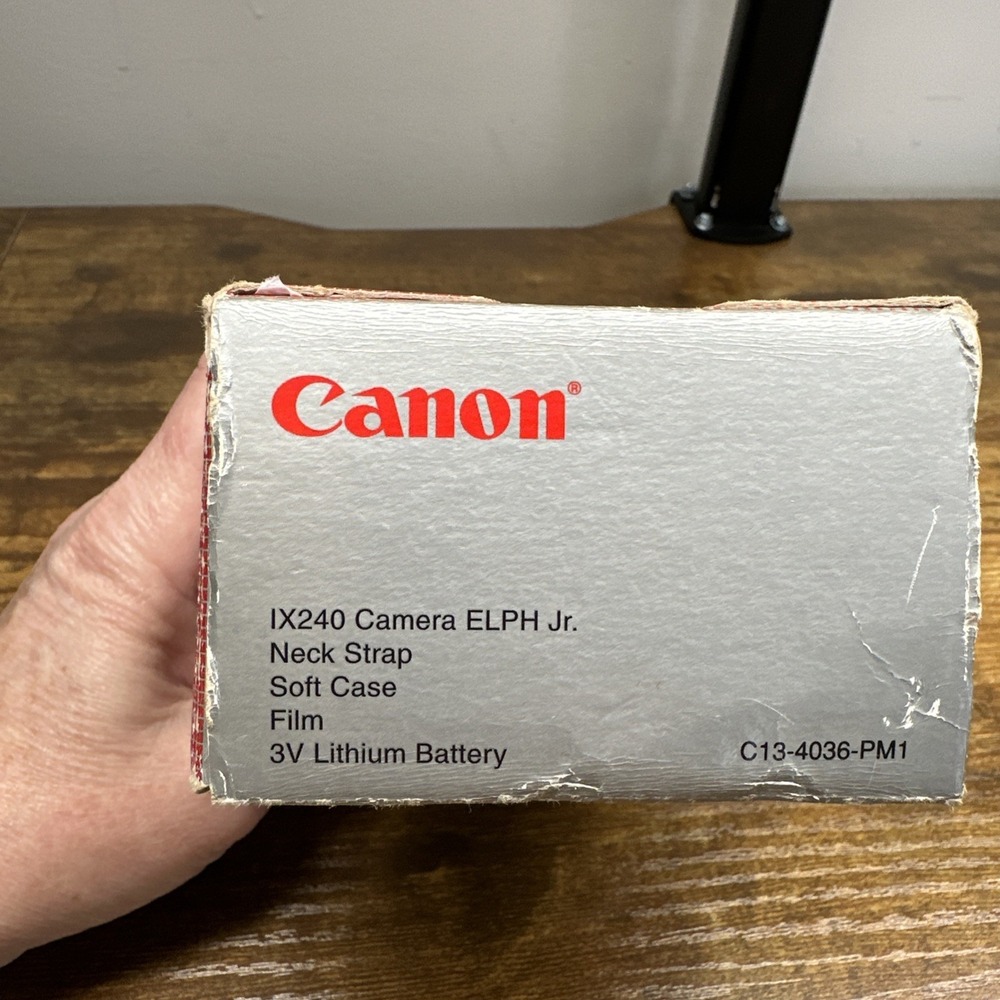 Canon®
IX240 Camera ELPH Jr.
Neck Strap
Soft Case
Film
3V Lithium Battery
C13-4036-PM1